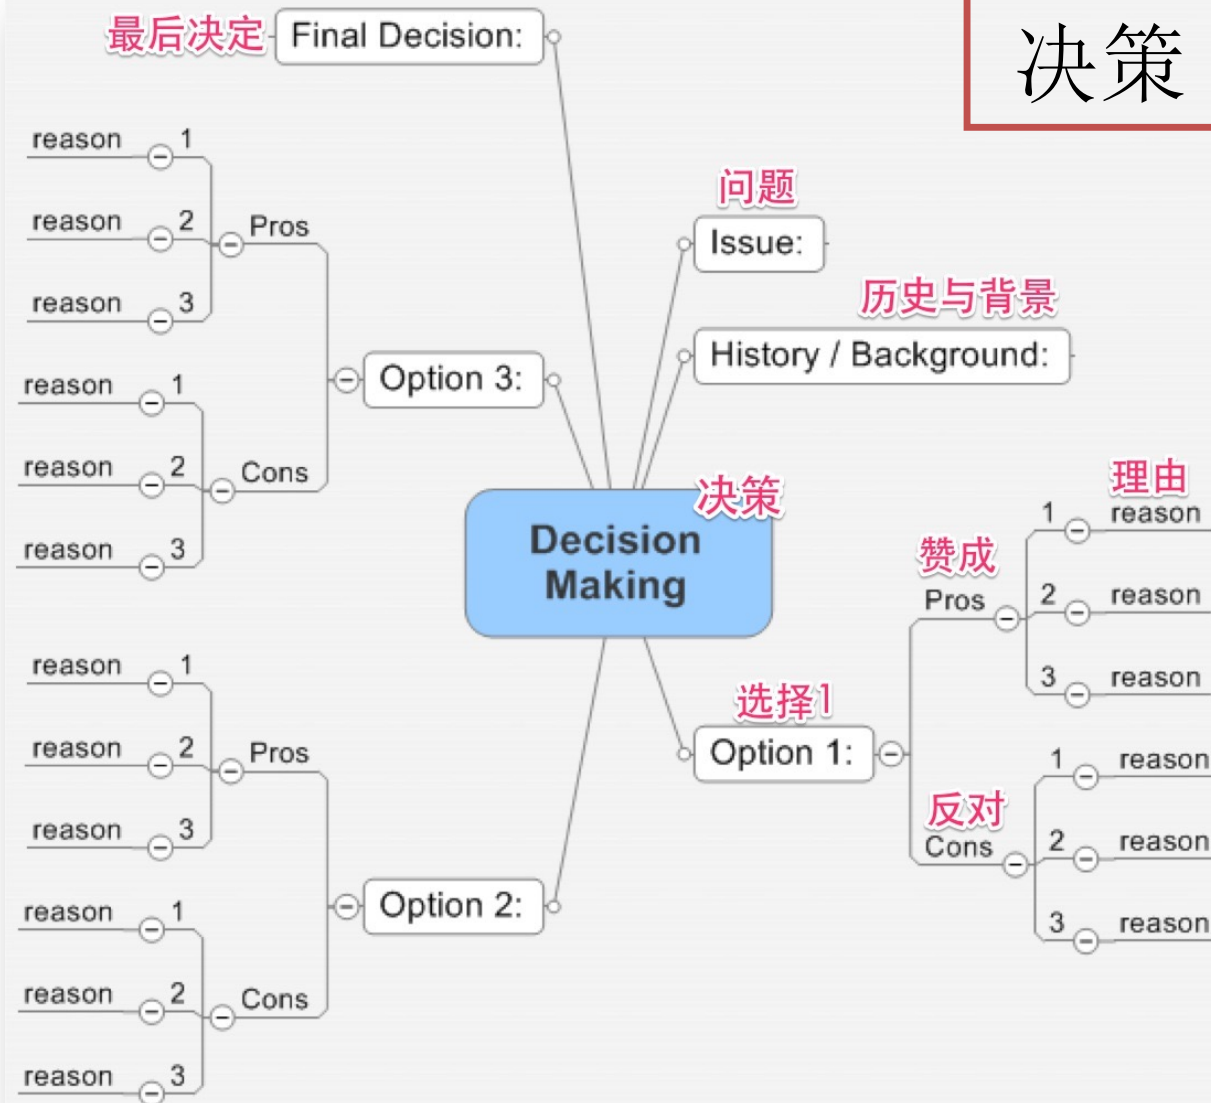 决策
最后决定
Final Decision:
问题
Issue:
历史与背景
History / Background:
决策
Decision
Making
选择1
Option 1:
赞成
Pros
理由
1 reason
2 reason
3 reason
反对
Cons
1 reason
2 reason
3 reason
Option 2:
Pros
reason 1
reason 2
reason 3
Cons
reason 1
reason 2
reason 3
Option 3:
Pros
reason 1
reason 2
reason 3
Cons
reason 1
reason 2
reason 3